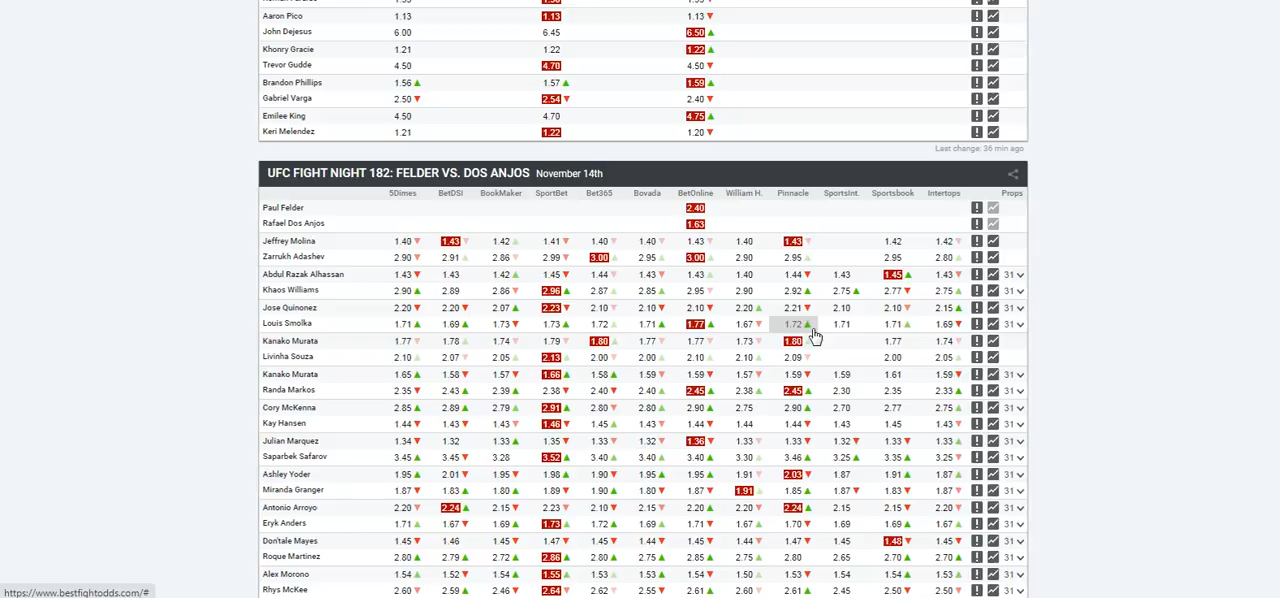 Aaron Pico 1.13 1.13 1.13▼
John Dejesus 6.00 6.45 6.50▲
Khonry Gracie 1.21 1.22 1.22▲
Trevor Gudde 4.50 4.70 4.50▼
Brandon Phillips 1.56▲ 1.57▲ 1.59▲
Gabriel Varga 2.50▼ 2.54▼ 2.40▼
Emilee King 4.50 4.70 4.75▲
Keri Melendez 1.21 1.22 1.20▼
Last change: 36 min ago
UFC FIGHT NIGHT 182: FELDER VS. DOS ANJOS November 14th
5Dimes BetDSI BookMaker SportBet Bet365 Bovada BetOnline William H. Pinnacle SportsInt. Sportsbook Intertops Props
Paul Felder 2.40
Rafael Dos Anjos 1.63
Jeffrey Molina 1.40▼ 1.43▼ 1.42▲ 1.41▼ 1.40▼ 1.40▼ 1.43▼ 1.40 1.43▼ 1.42 1.42▼
Zarrukh Adashev 2.90▼ 2.91▲ 2.86▼ 2.99▼ 3.00▲ 2.95▲ 3.00▲ 2.90 2.95▲ 2.95 2.80▲
Abdul Razak Alhassan 1.43▼ 1.43 1.42▲ 1.45▼ 1.44▼ 1.43▼ 1.43▲ 1.40 1.44▼ 1.43 1.45▲ 1.43▼ 31
Khaos Williams 2.90▲ 2.89 2.86▼ 2.96▼ 2.87▲ 2.85▲ 2.95▼ 2.90 2.92▲ 2.75▲ 2.77▼ 2.75▲ 31
Jose Quinonez 2.20▼ 2.20▼ 2.07▲ 2.23▼ 2.10▼ 2.10▼ 2.10▼ 2.20▲ 2.21▼ 2.10 2.10▼ 2.15▲ 31
Louis Smolka 1.71▲ 1.69▲ 1.73▼ 1.73▲ 1.72▲ 1.71▲ 1.77▲ 1.67▼ 1.72▲ 1.71 1.71▲ 1.69▼ 31
Kanako Murata 1.77▼ 1.78▲ 1.74▼ 1.79▼ 1.80▲ 1.77▼ 1.77▼ 1.73▼ 1.80 1.77 1.74▼
Livinha Souza 2.10▲ 2.07▼ 2.05▲ 2.13▲ 2.00▼ 2.00▲ 2.10▲ 2.10▲ 2.09▼ 2.00 2.05▲
Kanako Murata 1.65▲ 1.58▼ 1.57▼ 1.66▲ 1.58▲ 1.59▼ 1.59▼ 1.57▼ 1.59▼ 1.59 1.61 1.59▼ 31
Randa Markos 2.35▼ 2.43▲ 2.39▲ 2.38▼ 2.40▼ 2.40▲ 2.45▲ 2.38▲ 2.45▲ 2.30 2.35 2.33▲ 31
Cory McKenna 2.85▲ 2.89▲ 2.79▲ 2.91▲ 2.80▼ 2.80▲ 2.90▲ 2.75 2.90▲ 2.70 2.77 2.75▲ 31
Kay Hansen 1.44▼ 1.43▼ 1.43▼ 1.46▼ 1.45▲ 1.43▼ 1.44▼ 1.44 1.44▼ 1.43 1.45 1.43▼ 31
Julian Marquez 1.34▼ 1.32 1.33▲ 1.35▼ 1.33▼ 1.32▼ 1.36▼ 1.33▼ 1.33▼ 1.32▼ 1.33▼ 1.33▲ 31
Saparbek Safarov 3.45▲ 3.45▼ 3.28 3.52▲ 3.40▲ 3.40▲ 3.40▲ 3.30▲ 3.46▲ 3.25▲ 3.35▲ 3.25▼ 31
Ashley Yoder 1.95▲ 2.01▼ 1.95▼ 1.98▲ 1.90▼ 1.95▲ 1.95▲ 1.91▼ 2.03▼ 1.87 1.91▲ 1.87▲ 31
Miranda Granger 1.87▼ 1.83▲ 1.80▲ 1.89▼ 1.90▲ 1.80▼ 1.87▼ 1.91▲ 1.85▲ 1.87▼ 1.83▼ 1.87▼ 31
Antonio Arroyo 2.20▼ 2.24▲ 2.15▼ 2.23▼ 2.10▼ 2.15▼ 2.20▲ 2.20▼ 2.24▲ 2.15 2.15▼ 2.20▼ 31
Eryk Anders 1.71▲ 1.67▼ 1.69▲ 1.73▲ 1.72▲ 1.69▲ 1.71▼ 1.67▲ 1.70▼ 1.69 1.69▲ 1.67▲ 31
Don'tale Mayes 1.45▼ 1.46 1.45▼ 1.47▼ 1.45▼ 1.44▼ 1.45▼ 1.44▼ 1.47▼ 1.45 1.48▼ 1.45▼ 31
Roque Martinez 2.80▲ 2.79▲ 2.72▲ 2.86▲ 2.80▲ 2.75▲ 2.85▲ 2.75▲ 2.80 2.65 2.70▲ 2.70▲ 31
Alex Morono 1.54▲ 1.52▼ 1.54▲ 1.55▲ 1.53▲ 1.53▲ 1.54▼ 1.50▲ 1.53▼ 1.54 1.54▲ 1.53▲ 31
Rhys McKee 2.60▼ 2.59▲ 2.46▼ 2.64▼ 2.62▼ 2.55▼ 2.61▲ 2.60▼ 2.61▲ 2.45 2.50▼ 2.50▼ 31
https://www.bestfightodds.com/#